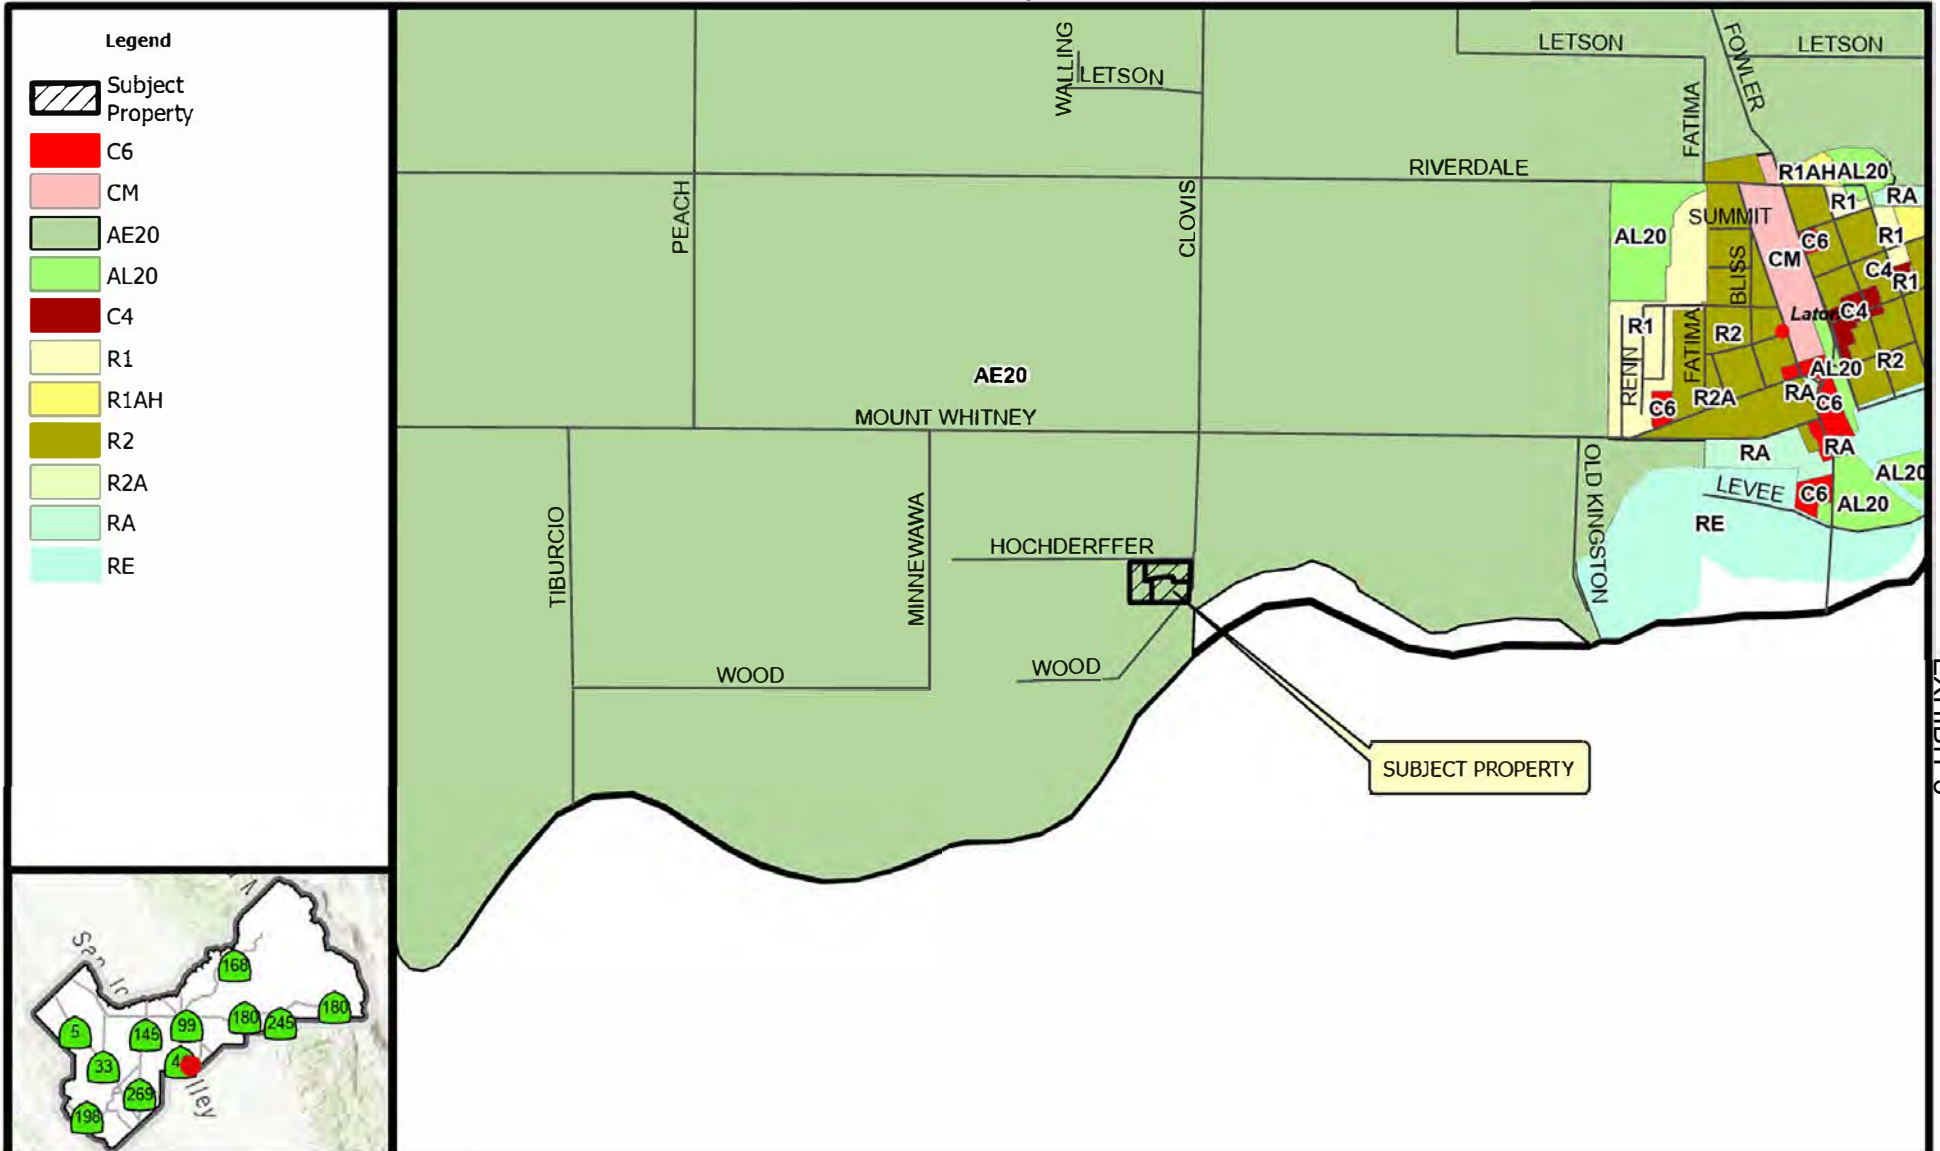 Legend
Subject
Property
C6
CM
AE20
AL20
C4
R1
R1AH
R2
R2A
RA
RE
WALLING
LETSON
LETSON
FOWLER
LETSON
FATIMA
RIVERDALE
PEACH
CLOVIS
R1AH
AL20
R1
RA
SUMMIT
AL20
C6
R1
BLISS
CM
C4
R1
C4
R1
R2
FATIMA
RENN
AL20
R2
AE20
C6
R2A
RA
C6
MOUNT WHITNEY
RA
RA
OLD KINGSTON
LEVEE
C6
AL20
AL20
RE
TIBURCIO
MINNEWAWA
HOCHDERFFER
WOOD
WOOD
SUBJECT PROPERTY
168
180
180
245
99
145
5
33
4
269
198
lley